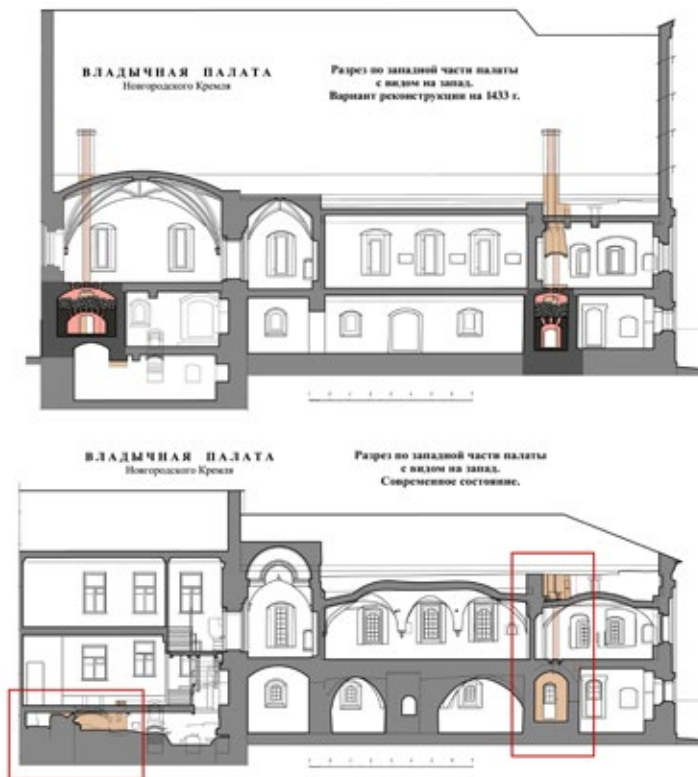 ВЛАДЫЧНАЯ ПАЛАТА
Новгородского Кремля
Разрез по западной части палаты
с видом на запад.
Вариант реконструкции на 1433 г.
ВЛАДЫЧНАЯ ПАЛАТА
Новгородского Кремля
Разрез по западной части палаты
с видом на запад.
Современное состояние.